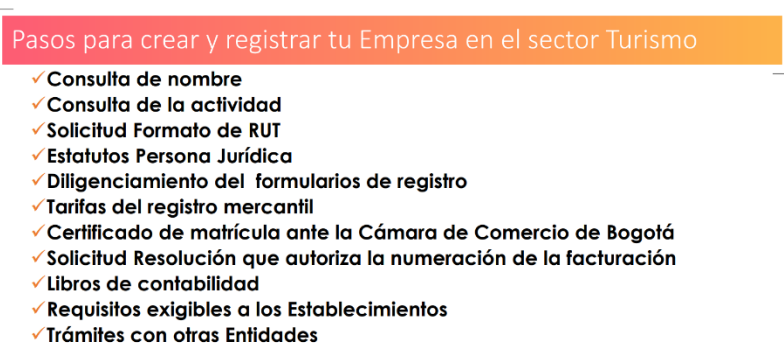 Pasos para crear y registrar tu Empresa en el sector Turismo
✓Consulta de nombre
✓Consulta de la actividad
✓Solicitud Formato de RUT
✓Estatutos Persona Jurídica
✓Diligenciamiento del formularios de registro
✓Tarifas del registro mercantil
✓Certificado de matrícula ante la Cámara de Comercio de Bogotá
✓Solicitud Resolución que autoriza la numeración de la facturación
✓Libros de contabilidad
✓Requisitos exigibles a los Establecimientos
✓Trámites con otras Entidades